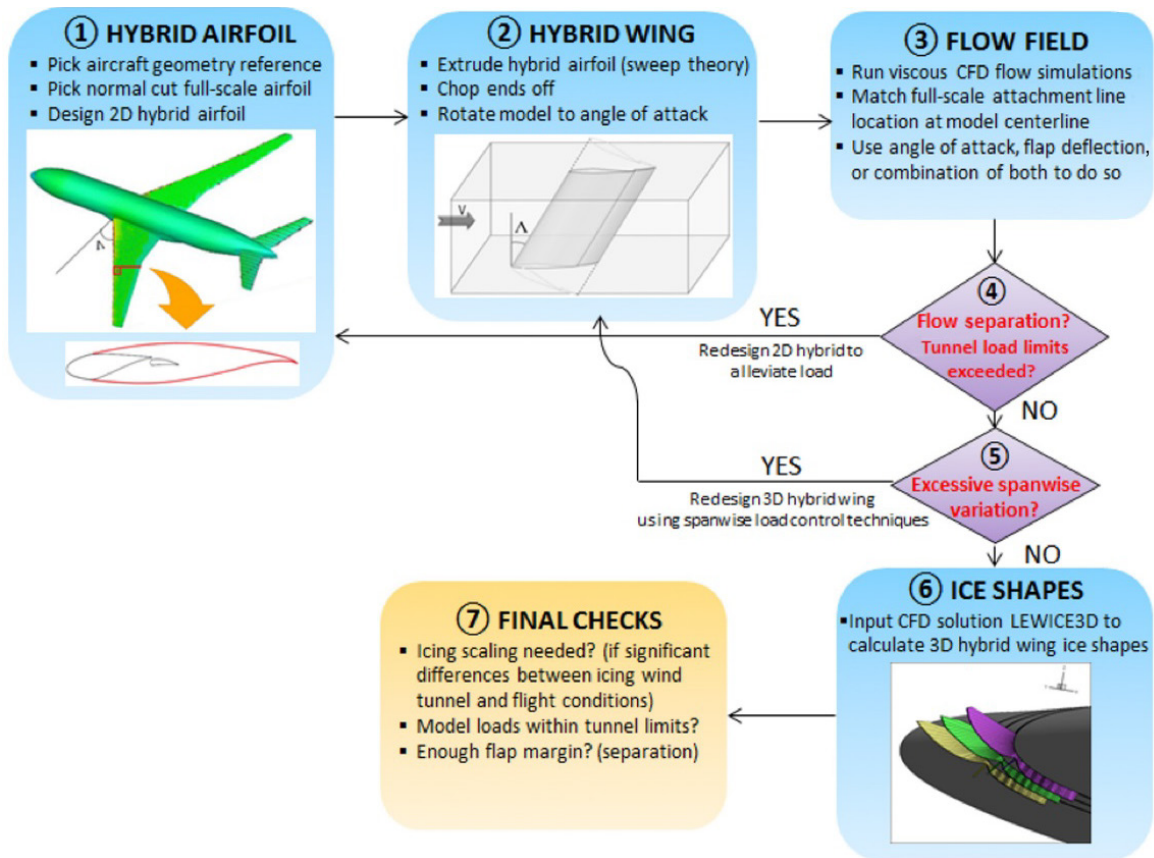 ① HYBRID AIRFOIL
▪ Pick aircraft geometry reference
▪ Pick normal cut full-scale airfoil
▪ Design 2D hybrid airfoil
Λ
② HYBRID WING
▪ Extrude hybrid airfoil (sweep theory)
▪ Chop ends off
▪ Rotate model to angle of attack
V
Λ
③ FLOW FIELD
▪ Run viscous CFD flow simulations
▪ Match full-scale attachment line
location at model centerline
▪ Use angle of attack, flap deflection,
or combination of both to do so
④
Flow separation?
Tunnel load limits
exceeded?
YES
Redesign 2D hybrid to
alleviate load
NO
⑤
Excessive spanwise
variation?
YES
Redesign 3D hybrid wing
using spanwise load control techniques
NO
⑥ ICE SHAPES
▪Input CFD solution LEWICE3D to
calculate 3D hybrid wing ice shapes
⑦ FINAL CHECKS
▪ Icing scaling needed? (if significant
differences between icing wind
tunnel and flight conditions)
▪ Model loads within tunnel limits?
▪ Enough flap margin? (separation)